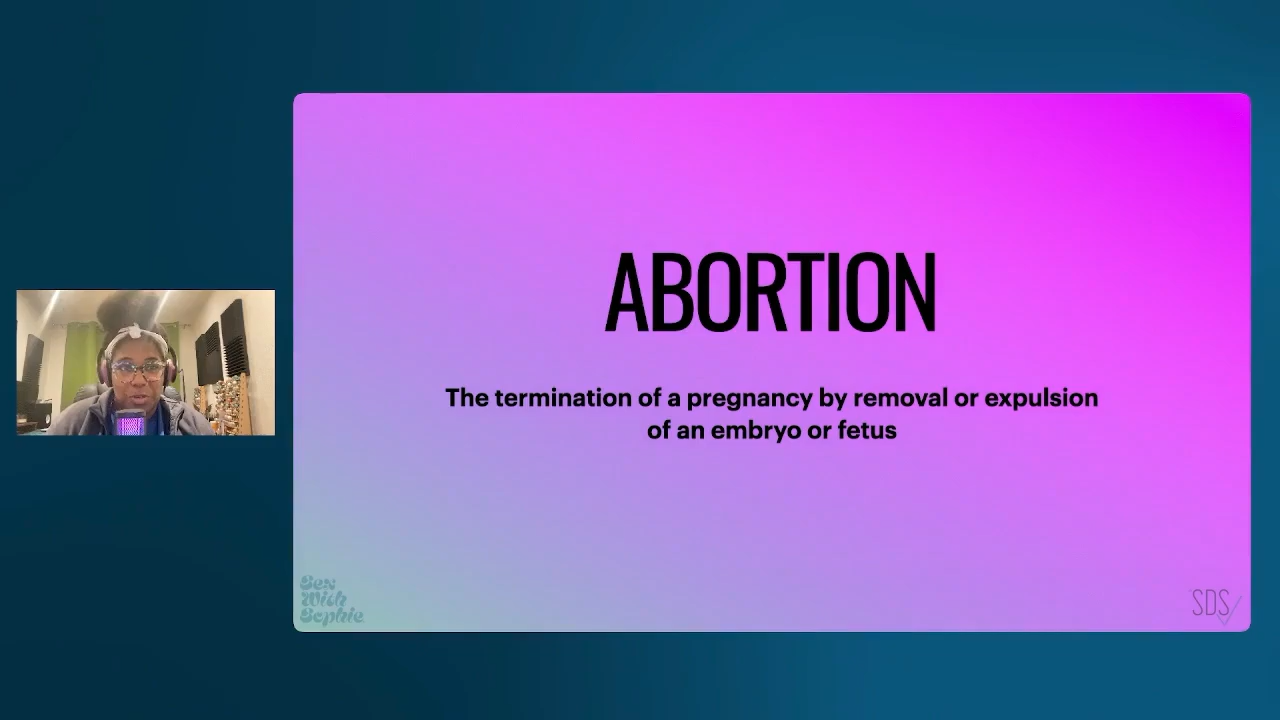 ABORTION
The termination of a pregnancy by removal or expulsion
of an embryo or fetus
Sex
With
Sophie
SDS